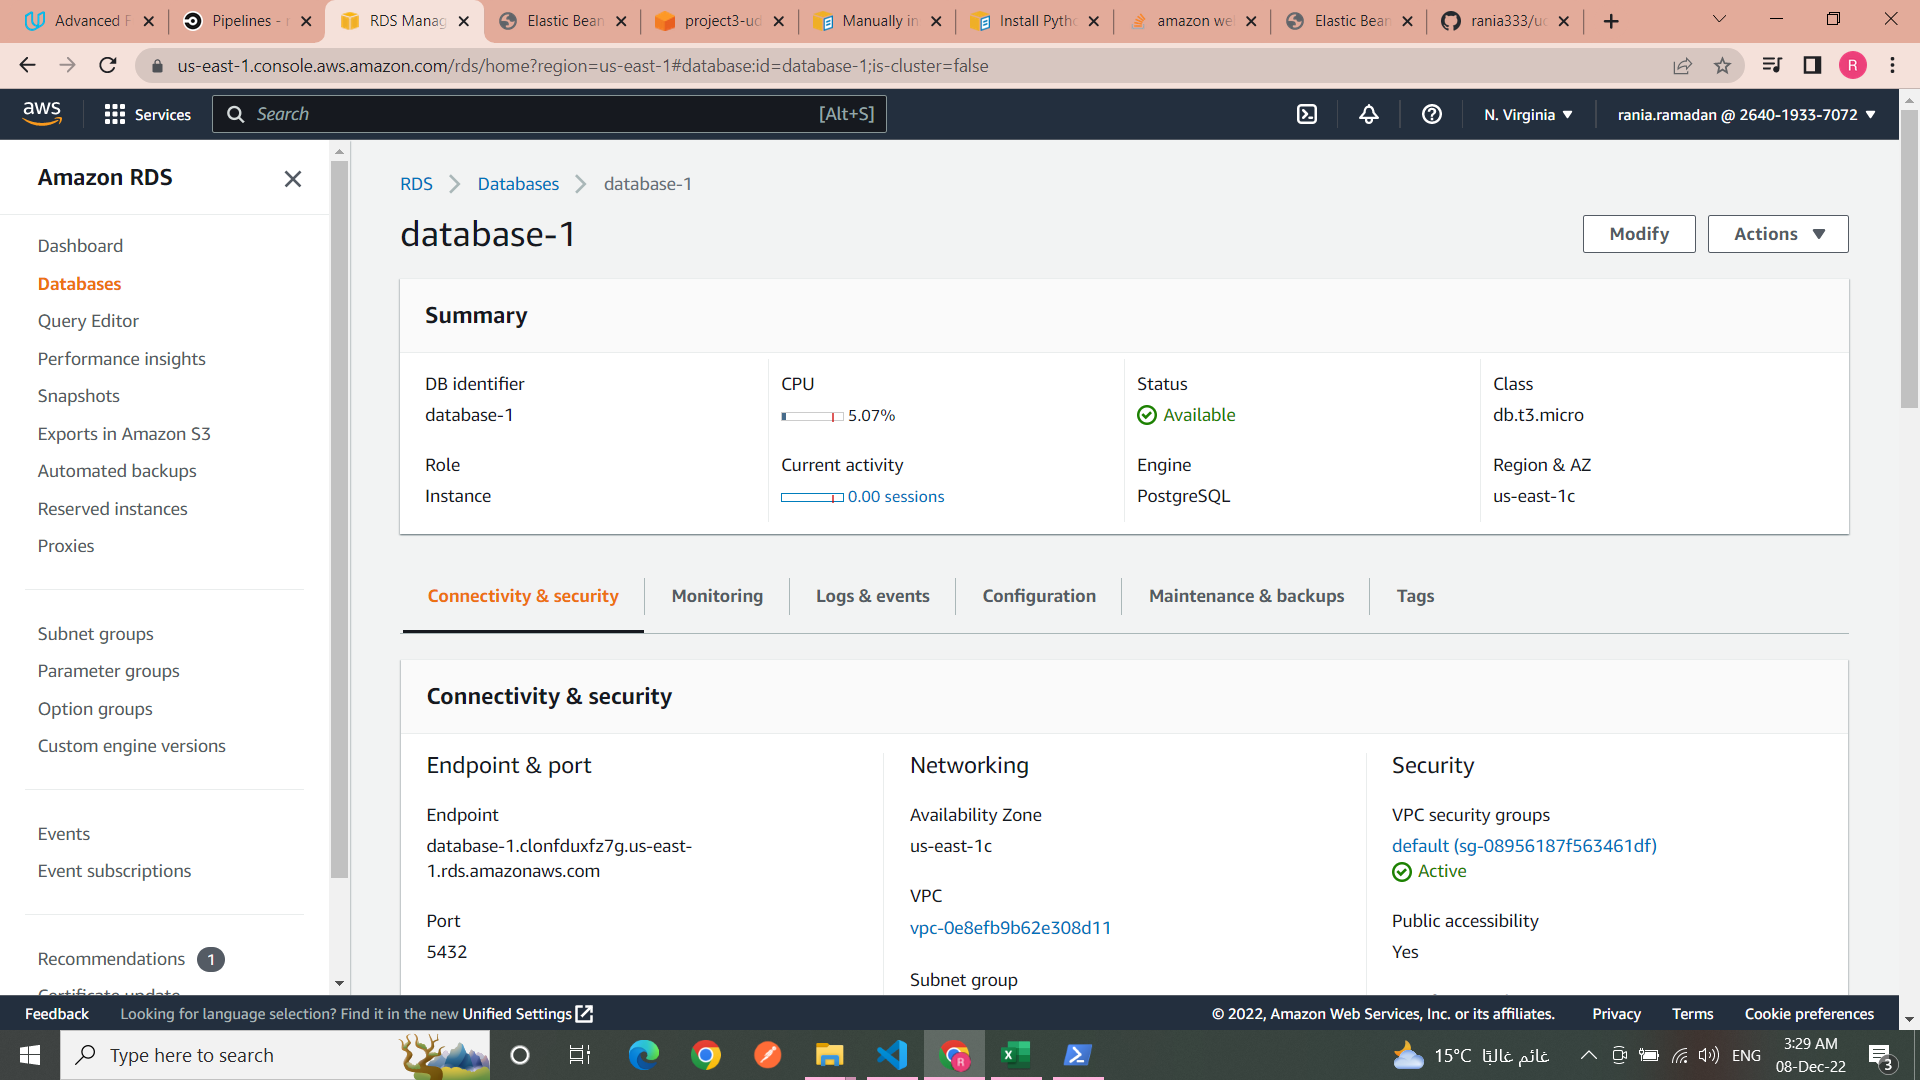 Advanced F
Pipelines - r
RDS Manag
Elastic Bean
project3-ud
Manually in
Install Pytho
amazon we
Elastic Bean
rania333/uc
us-east-1.console.aws.amazon.com/rds/home?region=us-east-1#database:id=database-1;is-cluster=false
R
aws
Services
Search
[Alt+S]
N. Virginia
rania.ramadan @ 2640-1933-7072
Amazon RDS
Dashboard
Databases
Query Editor
Performance insights
Snapshots
Exports in Amazon S3
Automated backups
Reserved instances
Proxies
Subnet groups
Parameter groups
Option groups
Custom engine versions
Events
Event subscriptions
Recommendations 1
Certificate update
RDS > Databases > database-1
database-1
Modify
Actions
Summary
DB identifier
database-1
CPU
5.07%
Status
Available
Class
db.t3.micro
Role
Instance
Current activity
0.00 sessions
Engine
PostgreSQL
Region & AZ
us-east-1c
Connectivity & security
Monitoring
Logs & events
Configuration
Maintenance & backups
Tags
Connectivity & security
Endpoint & port
Endpoint
database-1.clonfduxfz7g.us-east-
1.rds.amazonaws.com
Port
5432
Networking
Availability Zone
us-east-1c
VPC
vpc-0e8efb9b62e308d11
Subnet group
Security
VPC security groups
default (sg-08956187f563461df)
Active
Public accessibility
Yes
Feedback
Looking for language selection? Find it in the new Unified Settings
© 2022, Amazon Web Services, Inc. or its affiliates.
Privacy
Terms
Cookie preferences
Type here to search
15°C غائم غالبًا
ENG
3:29 AM
08-Dec-22
3